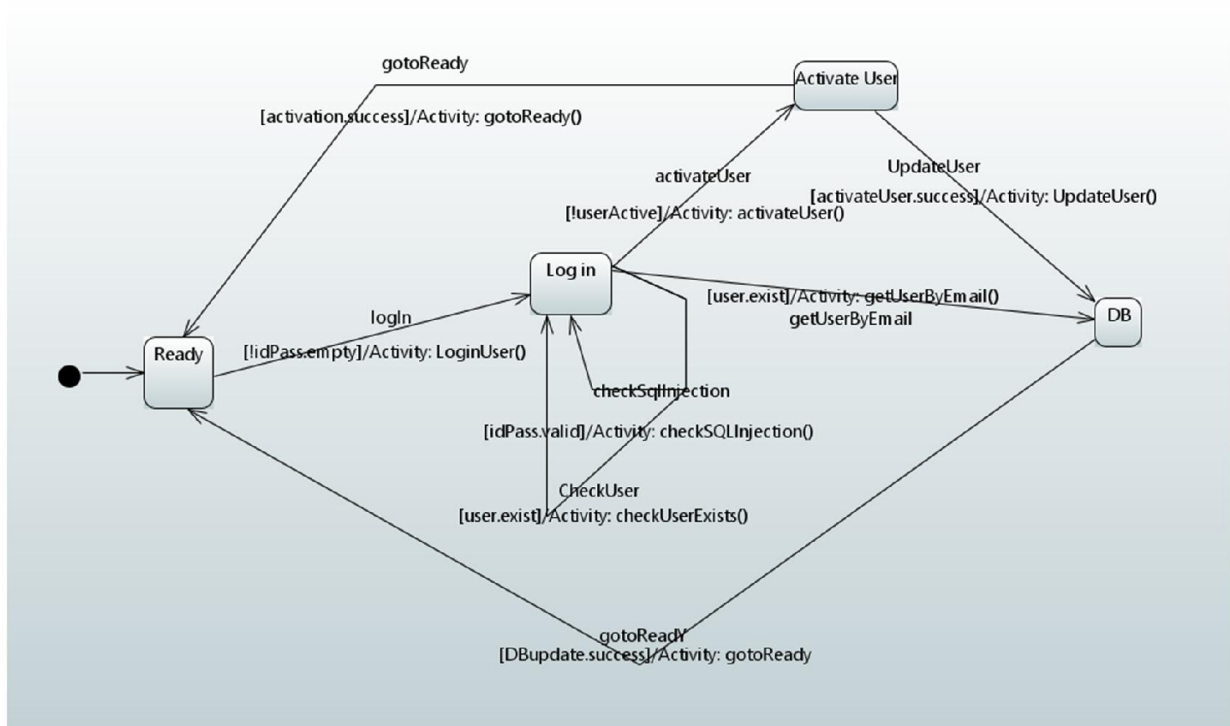 gotoReady
Activate User
[activation.success]/Activity: gotoReady()
UpdateUser
activateUser
[activateUser.success]/Activity: UpdateUser()
[!userActive]/Activity: activateUser()
Log in
[user.exist]/Activity: getUserByEmail()
getUserByEmail
DB
logIn
Ready
[!idPass.empty]/Activity: LoginUser()
checkSqlInjection
[idPass.valid]/Activity: checkSQLInjection()
CheckUser
[user.exist]/Activity: checkUserExists()
gotoReadY
[DBupdate.success]/Activity: gotoReady